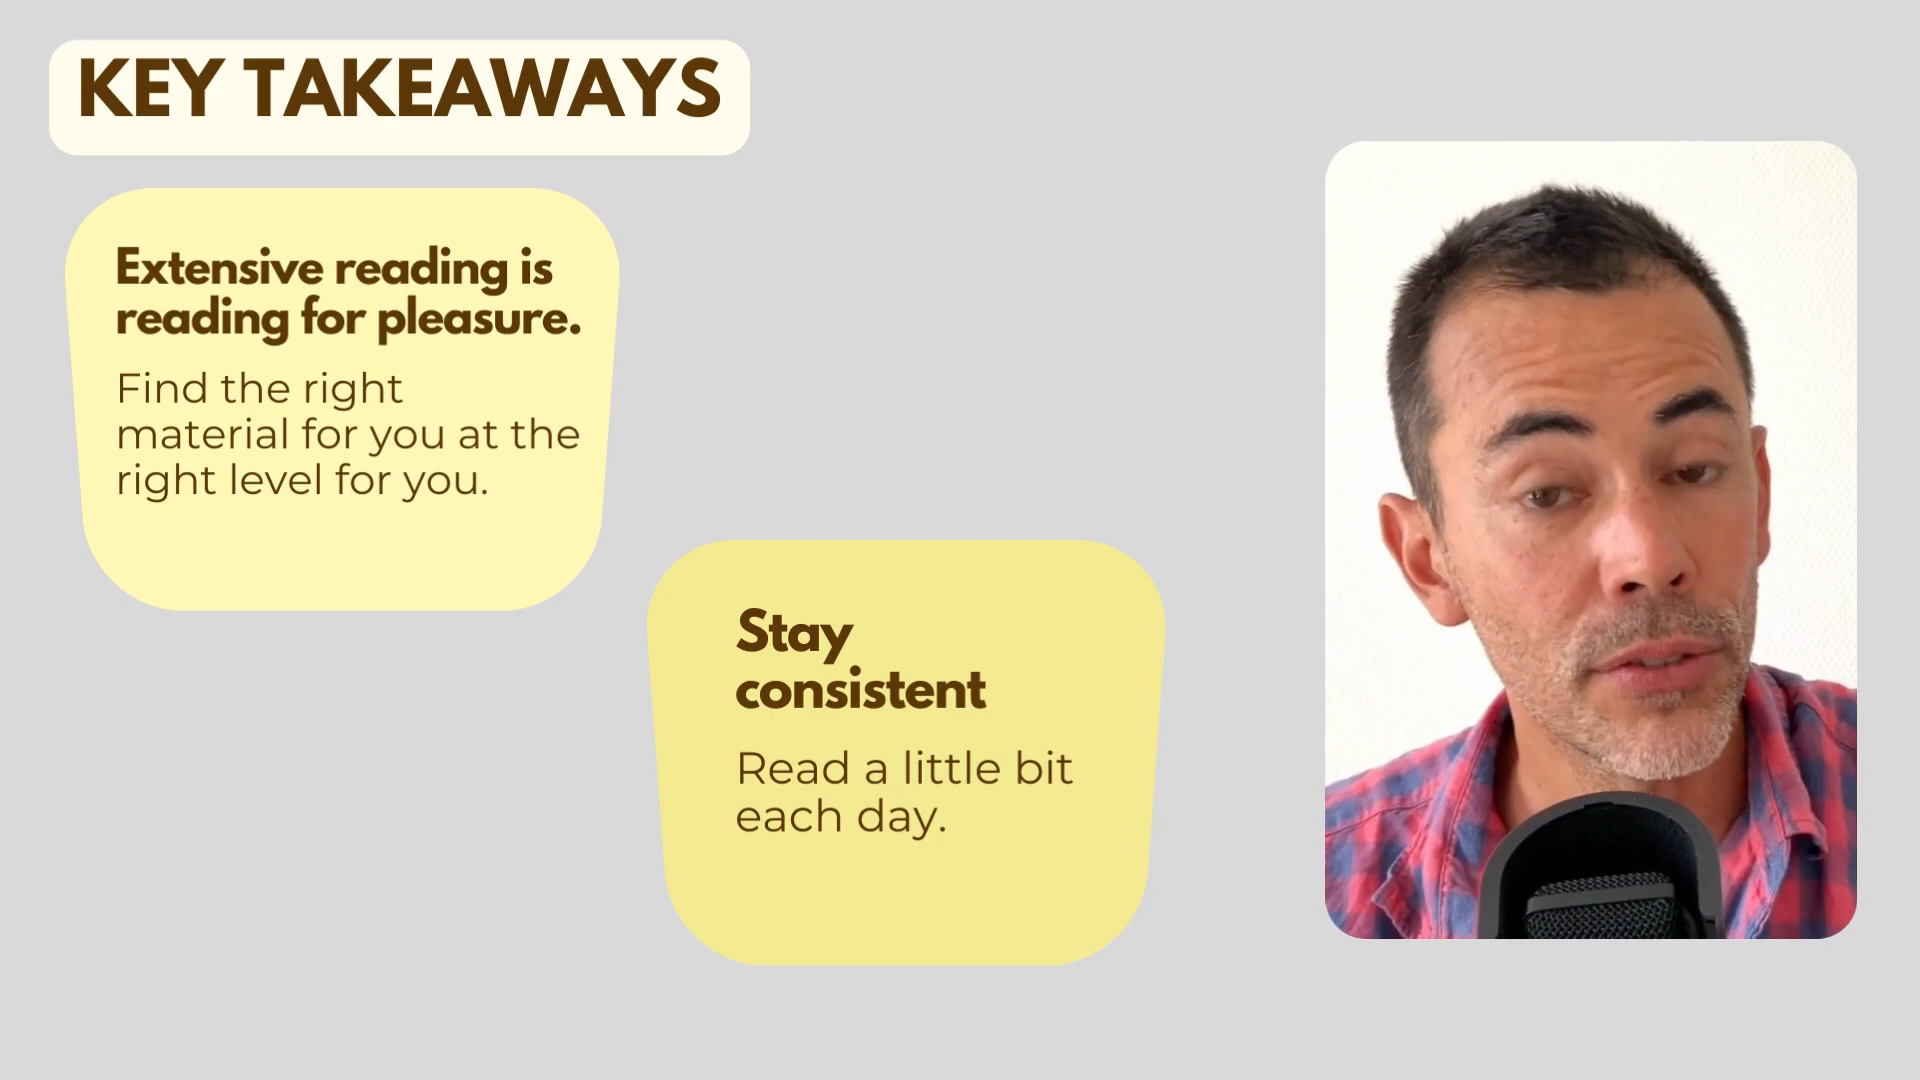 KEY TAKEAWAYS
Extensive reading is
reading for pleasure.
Find the right
material for you at the
right level for you.
Stay
consistent
Read a little bit
each day.